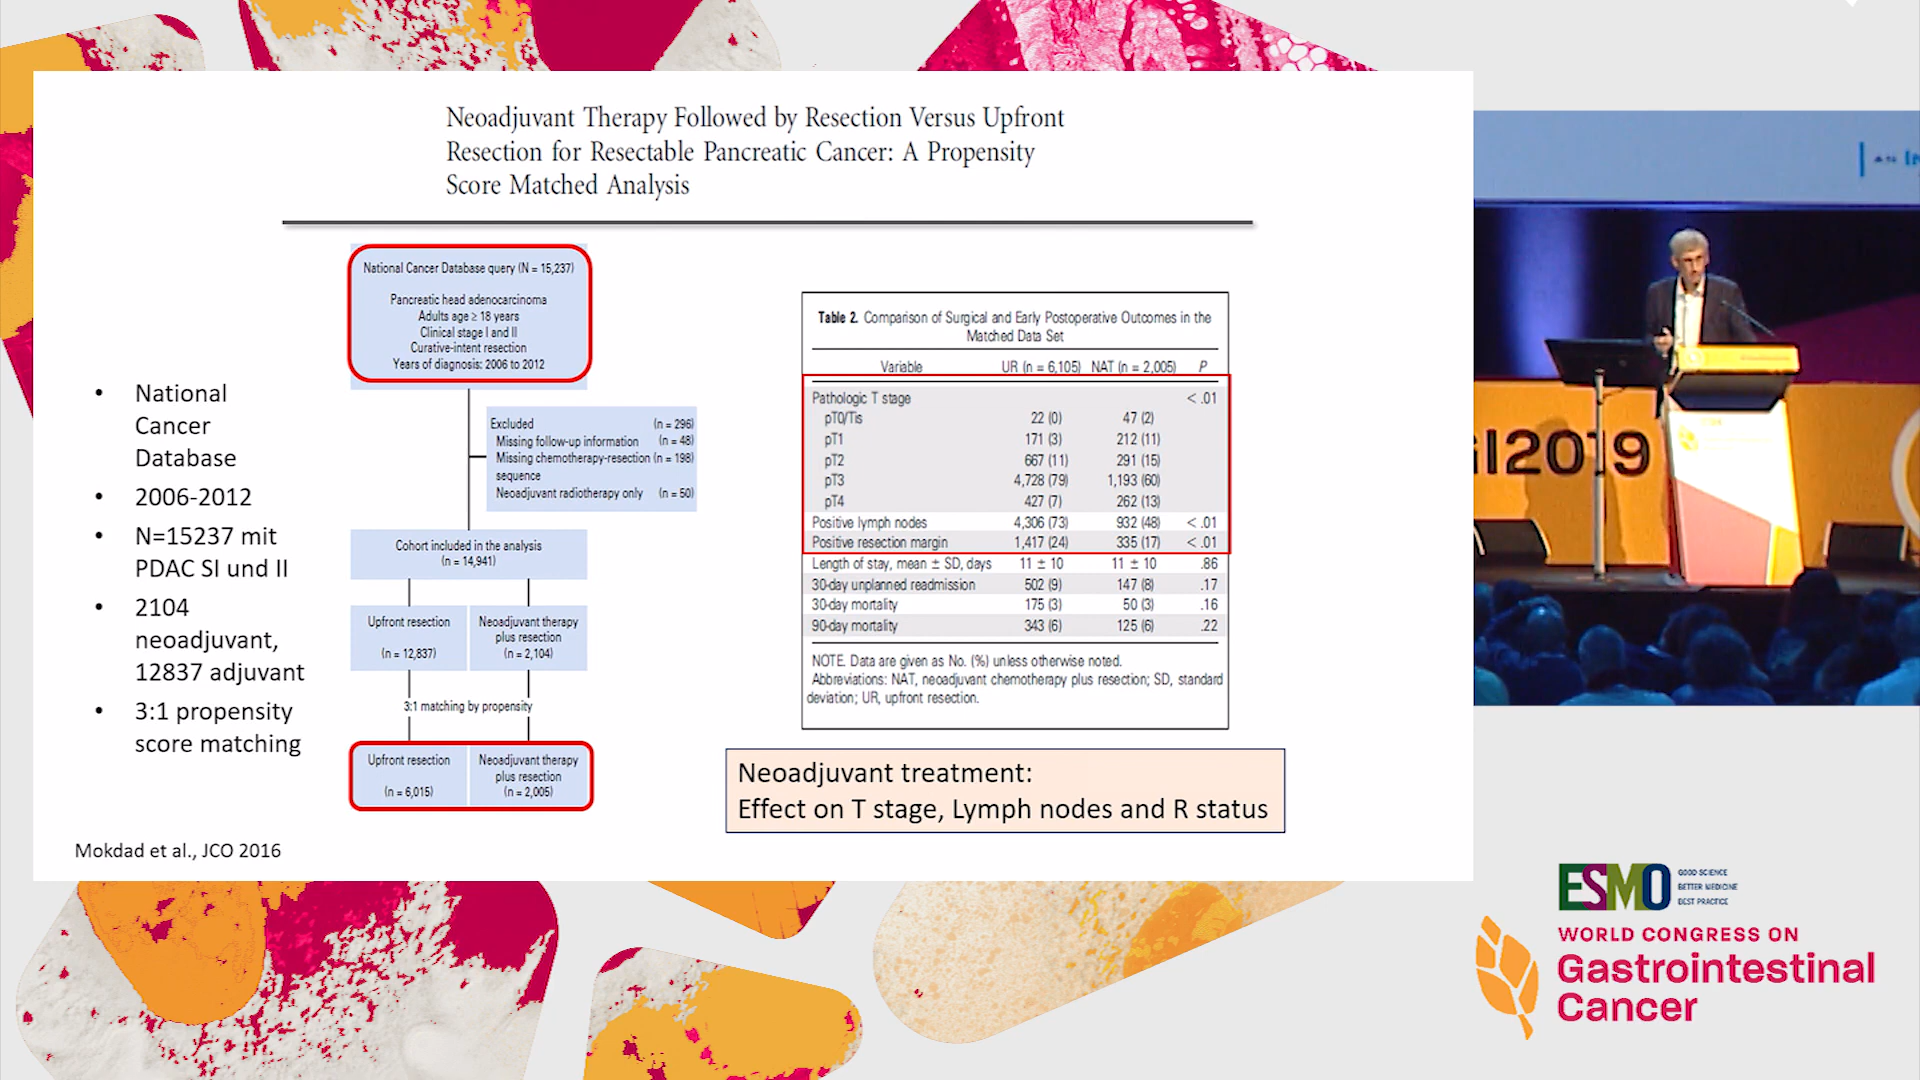 Neoadjuvant Therapy Followed by Resection Versus Upfront
Resection for Resectable Pancreatic Cancer: A Propensity
Score Matched Analysis
• National
Cancer
Database
• 2006-2012
• N=15237 mit
PDAC SI und II
• 2104
neoadjuvant,
12837 adjuvant
• 3:1 propensity
score matching
National Cancer Database query (N = 15,237)
Pancreatic head adenocarcinoma
Adults age ≥ 18 years
Clinical stage I and II
Curative-intent resection
Years of diagnosis: 2006 to 2012
Excluded (n = 296)
Missing follow-up information (n = 48)
Missing chemotherapy-resection (n = 198)
sequence
Neoadjuvant radiotherapy only (n = 50)
Cohort included in the analysis
(n = 14,941)
Upfront resection
(n = 12,837)
Neoadjuvant therapy
plus resection
(n = 2,104)
3:1 matching by propensity
Upfront resection
(n = 6,015)
Neoadjuvant therapy
plus resection
(n = 2,005)
Mokdad et al., JCO 2016
Table 2. Comparison of Surgical and Early Postoperative Outcomes in the
Matched Data Set
Variable UR (n = 6,105) NAT (n = 2,005) P
Pathologic T stage < .01
pT0/Tis 22 (0) 47 (2)
pT1 171 (3) 212 (11)
pT2 667 (11) 291 (15)
pT3 4,728 (79) 1,193 (60)
pT4 427 (7) 262 (13)
Positive lymph nodes 4,306 (73) 932 (48) < .01
Positive resection margin 1,417 (24) 335 (17) < .01
Length of stay, mean ± SD, days 11 ± 10 11 ± 10 .86
30-day unplanned readmission 502 (9) 147 (8) .17
30-day mortality 175 (3) 50 (3) .16
90-day mortality 343 (6) 125 (6) .22
NOTE. Data are given as No. (%) unless otherwise noted.
Abbreviations: NAT, neoadjuvant chemotherapy plus resection; SD, standard
deviation; UR, upfront resection.
Neoadjuvant treatment:
Effect on T stage, Lymph nodes and R status
GI2019
ESMO
GOOD SCIENCE
BETTER MEDICINE
BEST PRACTICE
WORLD CONGRESS ON
Gastrointestinal
Cancer